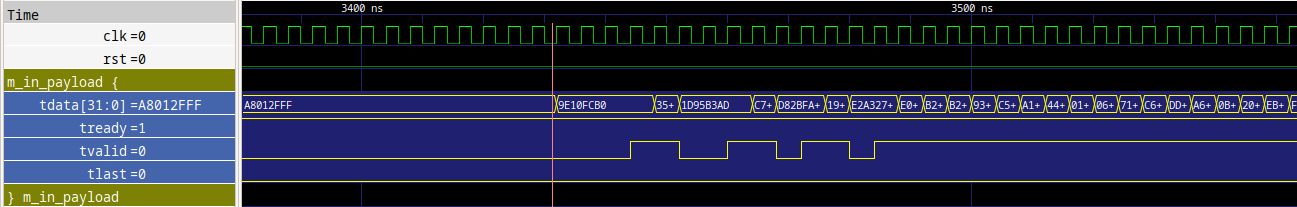 Time 3400 ns 3500 ns
clk =0
rst =0
m_in_payload {
tdata[31:0] =A8012FFF A8012FFF 9E10FCB0 35+ 1D95B3AD C7+ D82BFA+ 19+ E2A327+ E0+ B2+ B2+ 93+ C5+ A1+ 44+ 01+ 06+ 71+ C6+ DD+ A6+ 0B+ 20+ EB+ F
tready =1
tvalid =0
tlast =0
} m_in_payload